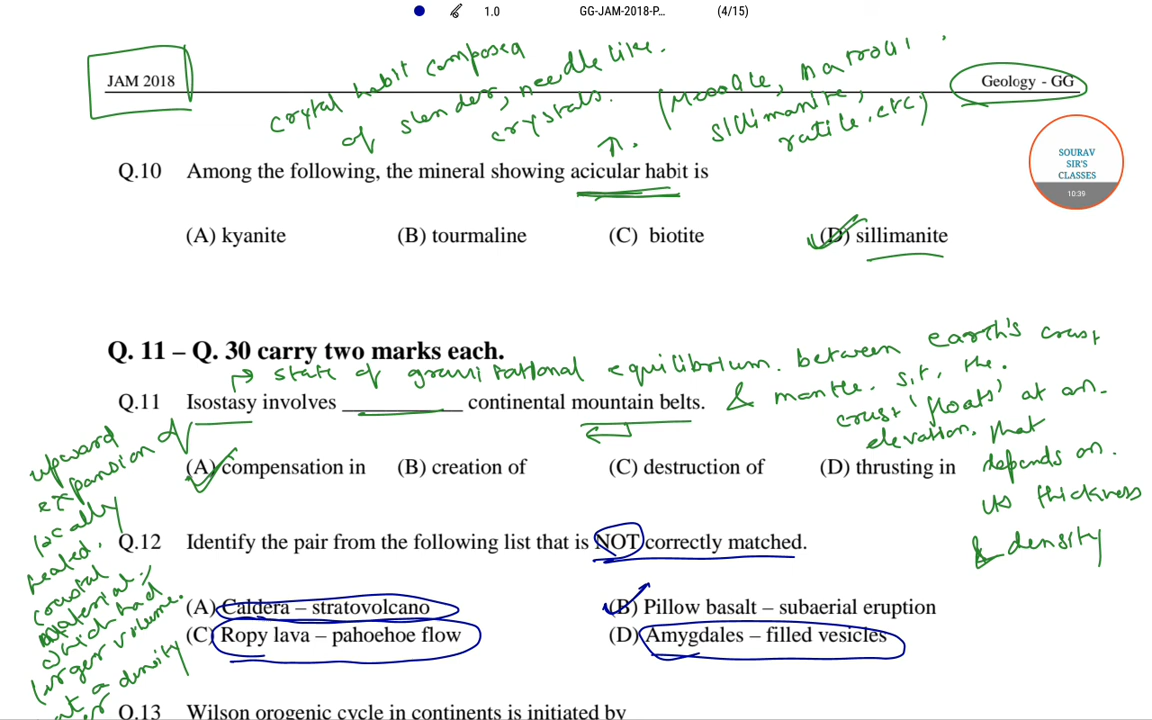 1.0 GG-JAM-2018-P... (4/15)
JAM 2018
Geology - GG
crystal habit composed
of slender, needle like.
crystals.
sillimanite,
rutile, etc)
SOURAV
SIR'S
CLASSES
10:39
Q.10 Among the following, the mineral showing acicular habit is
(A) kyanite (B) tourmaline (C) biotite (D) sillimanite
Q. 11 – Q. 30 carry two marks each.
state of gravitational equilibrium. between earth's crust
& mantle. s.t. the.
crust 'floats' at an
elevation. that
depends on.
its thickness
& density
Q.11 Isostasy involves ___________ continental mountain belts.
(A) compensation in (B) creation of (C) destruction of (D) thrusting in
upward
expansion of
locally
heated.
crustal
material.
which had
larger volume.
at a
density
Q.12 Identify the pair from the following list that is NOT correctly matched.
(A) Caldera – stratovolcano (B) Pillow basalt – subaerial eruption
(C) Ropy lava – pahoehoe flow (D) Amygdales – filled vesicles
Q.13 Wilson orogenic cycle in continents is initiated by